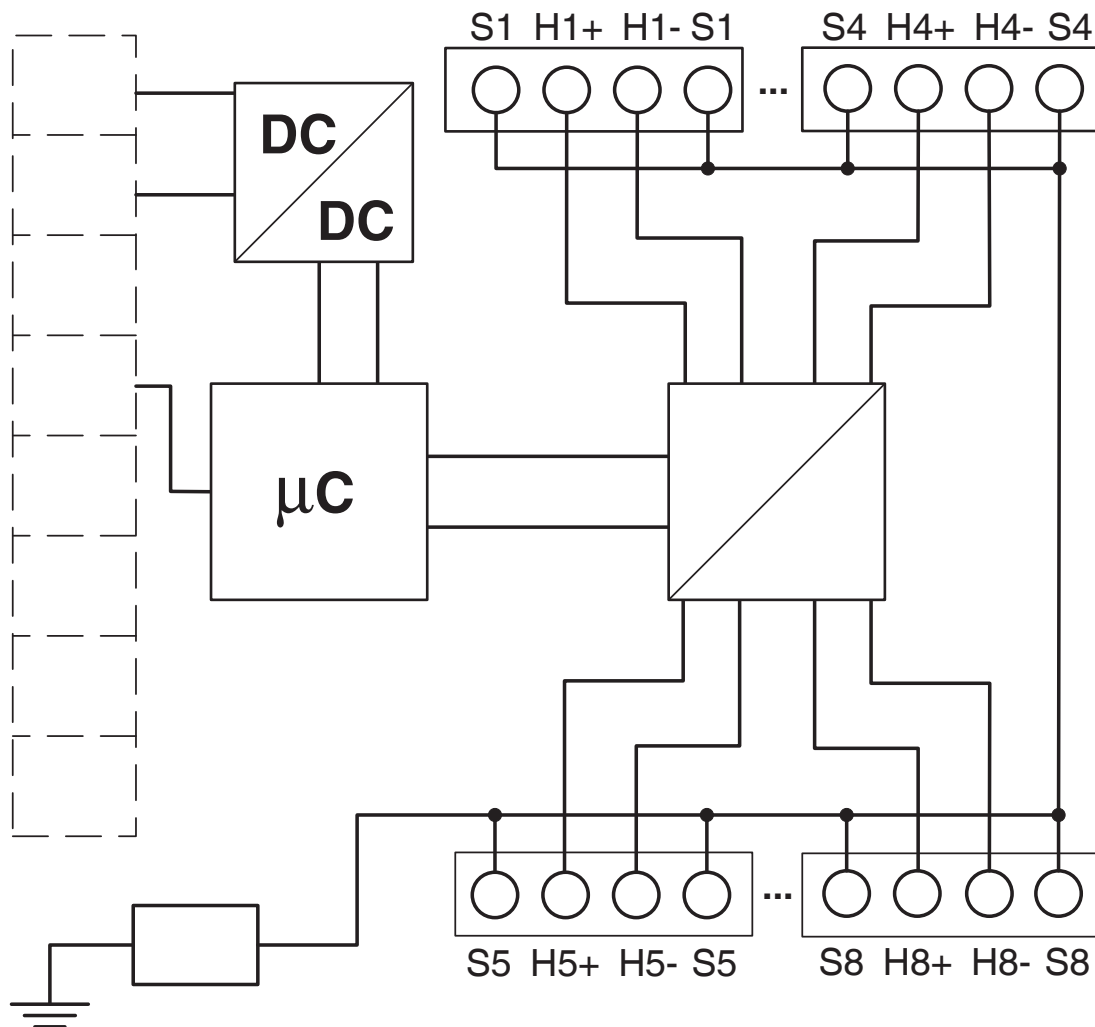 S1 H1+ H1- S1 S4 H4+ H4- S4
...
DC
DC
µC
...
S5 H5+ H5- S5 S8 H8+ H8- S8